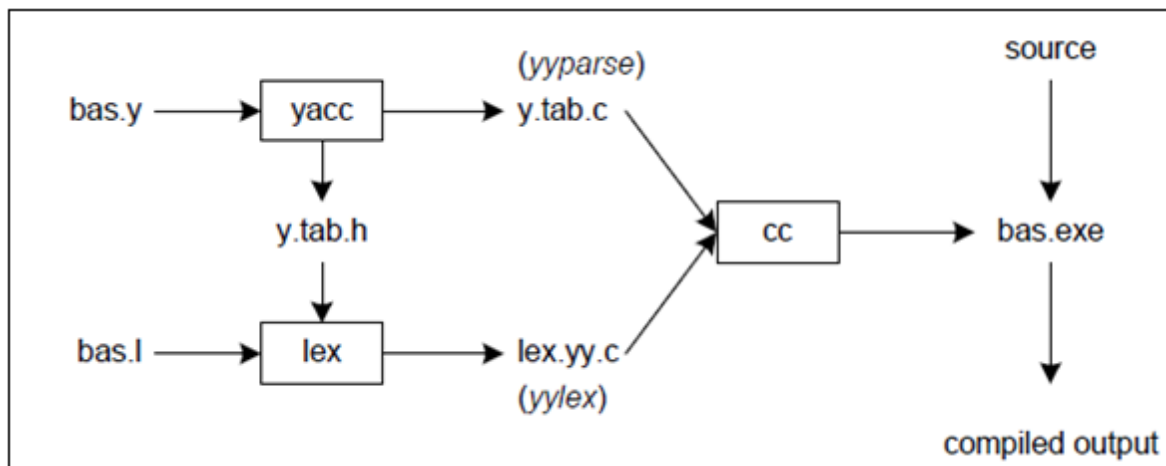 source
(yyparse)
bas.y
yacc
y.tab.c
y.tab.h
cc
bas.exe
bas.l
lex
lex.yy.c
(yylex)
compiled output